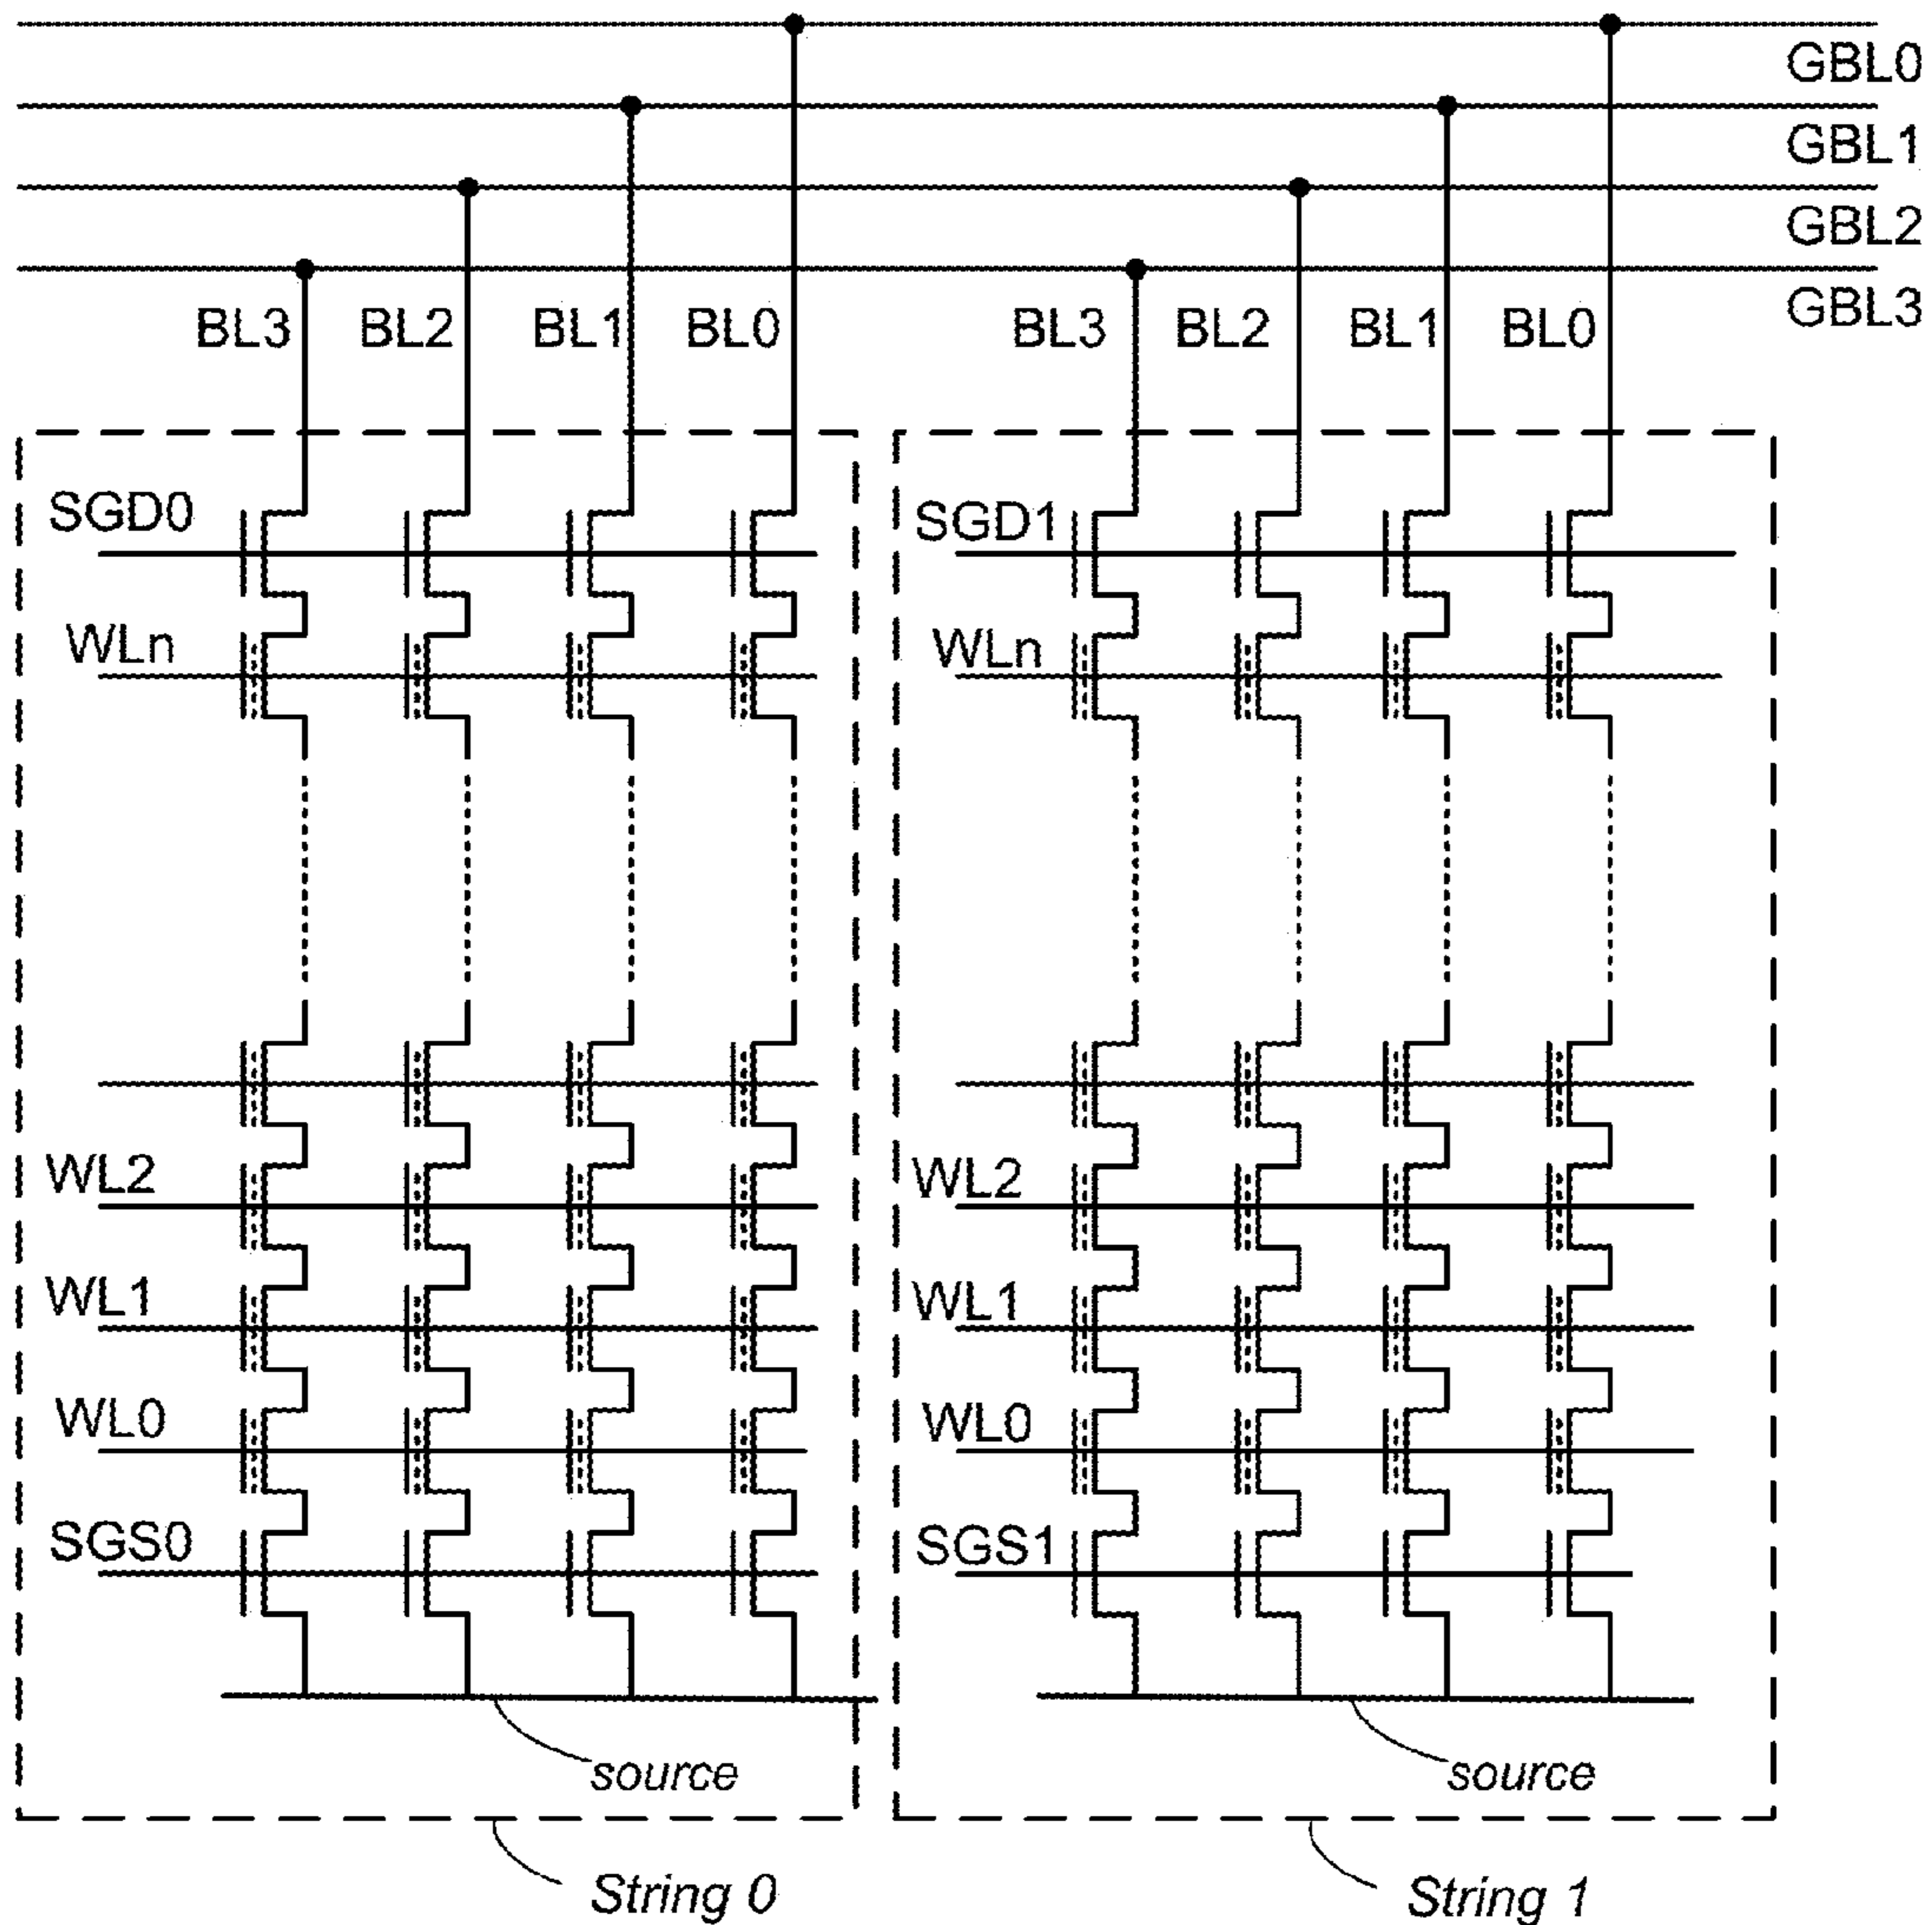 GBL0
GBL1
GBL2
GBL3
BL3 BL2 BL1 BL0 BL3 BL2 BL1 BL0
SGD0 SGD1
WLn WLn
WL2 WL2
WL1 WL1
WL0 WL0
SGS0 SGS1
source source
String 0 String 1